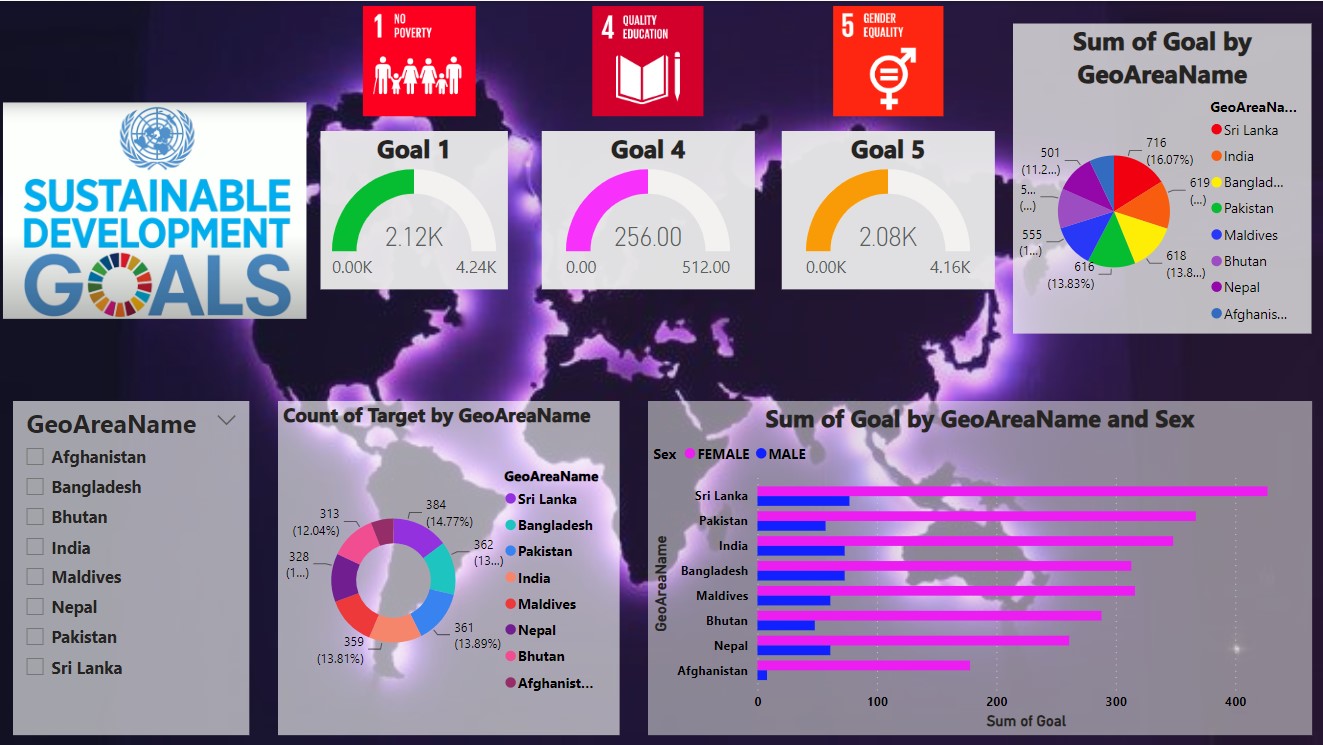 1 NO
POVERTY
4 QUALITY
EDUCATION
5 GENDER
EQUALITY
SUSTAINABLE
DEVELOPMENT
GOALS
Goal 1
2.12K
0.00K
4.24K
Goal 4
256.00
0.00
512.00
Goal 5
2.08K
0.00K
4.16K
Sum of Goal by
GeoAreaName
GeoAreaNa...
Sri Lanka
India
Banglad...
Pakistan
Maldives
Bhutan
Nepal
Afghanis...
716
(16.07%)
619
(...)
618
(13.8...)
616
(13.83%)
555
(1...)
5...
(...)
501
(11.2...)
GeoAreaName
Afghanistan
Bangladesh
Bhutan
India
Maldives
Nepal
Pakistan
Sri Lanka
Count of Target by GeoAreaName
GeoAreaName
Sri Lanka
Bangladesh
Pakistan
India
Maldives
Nepal
Bhutan
Afghanist...
384
(14.77%)
362
(13...)
361
(13.89%)
359
(13.81%)
328
(1...)
313
(12.04%)
Sum of Goal by GeoAreaName and Sex
Sex FEMALE MALE
GeoAreaName
Sri Lanka
Pakistan
India
Bangladesh
Maldives
Bhutan
Nepal
Afghanistan
0 100 200 300 400
Sum of Goal